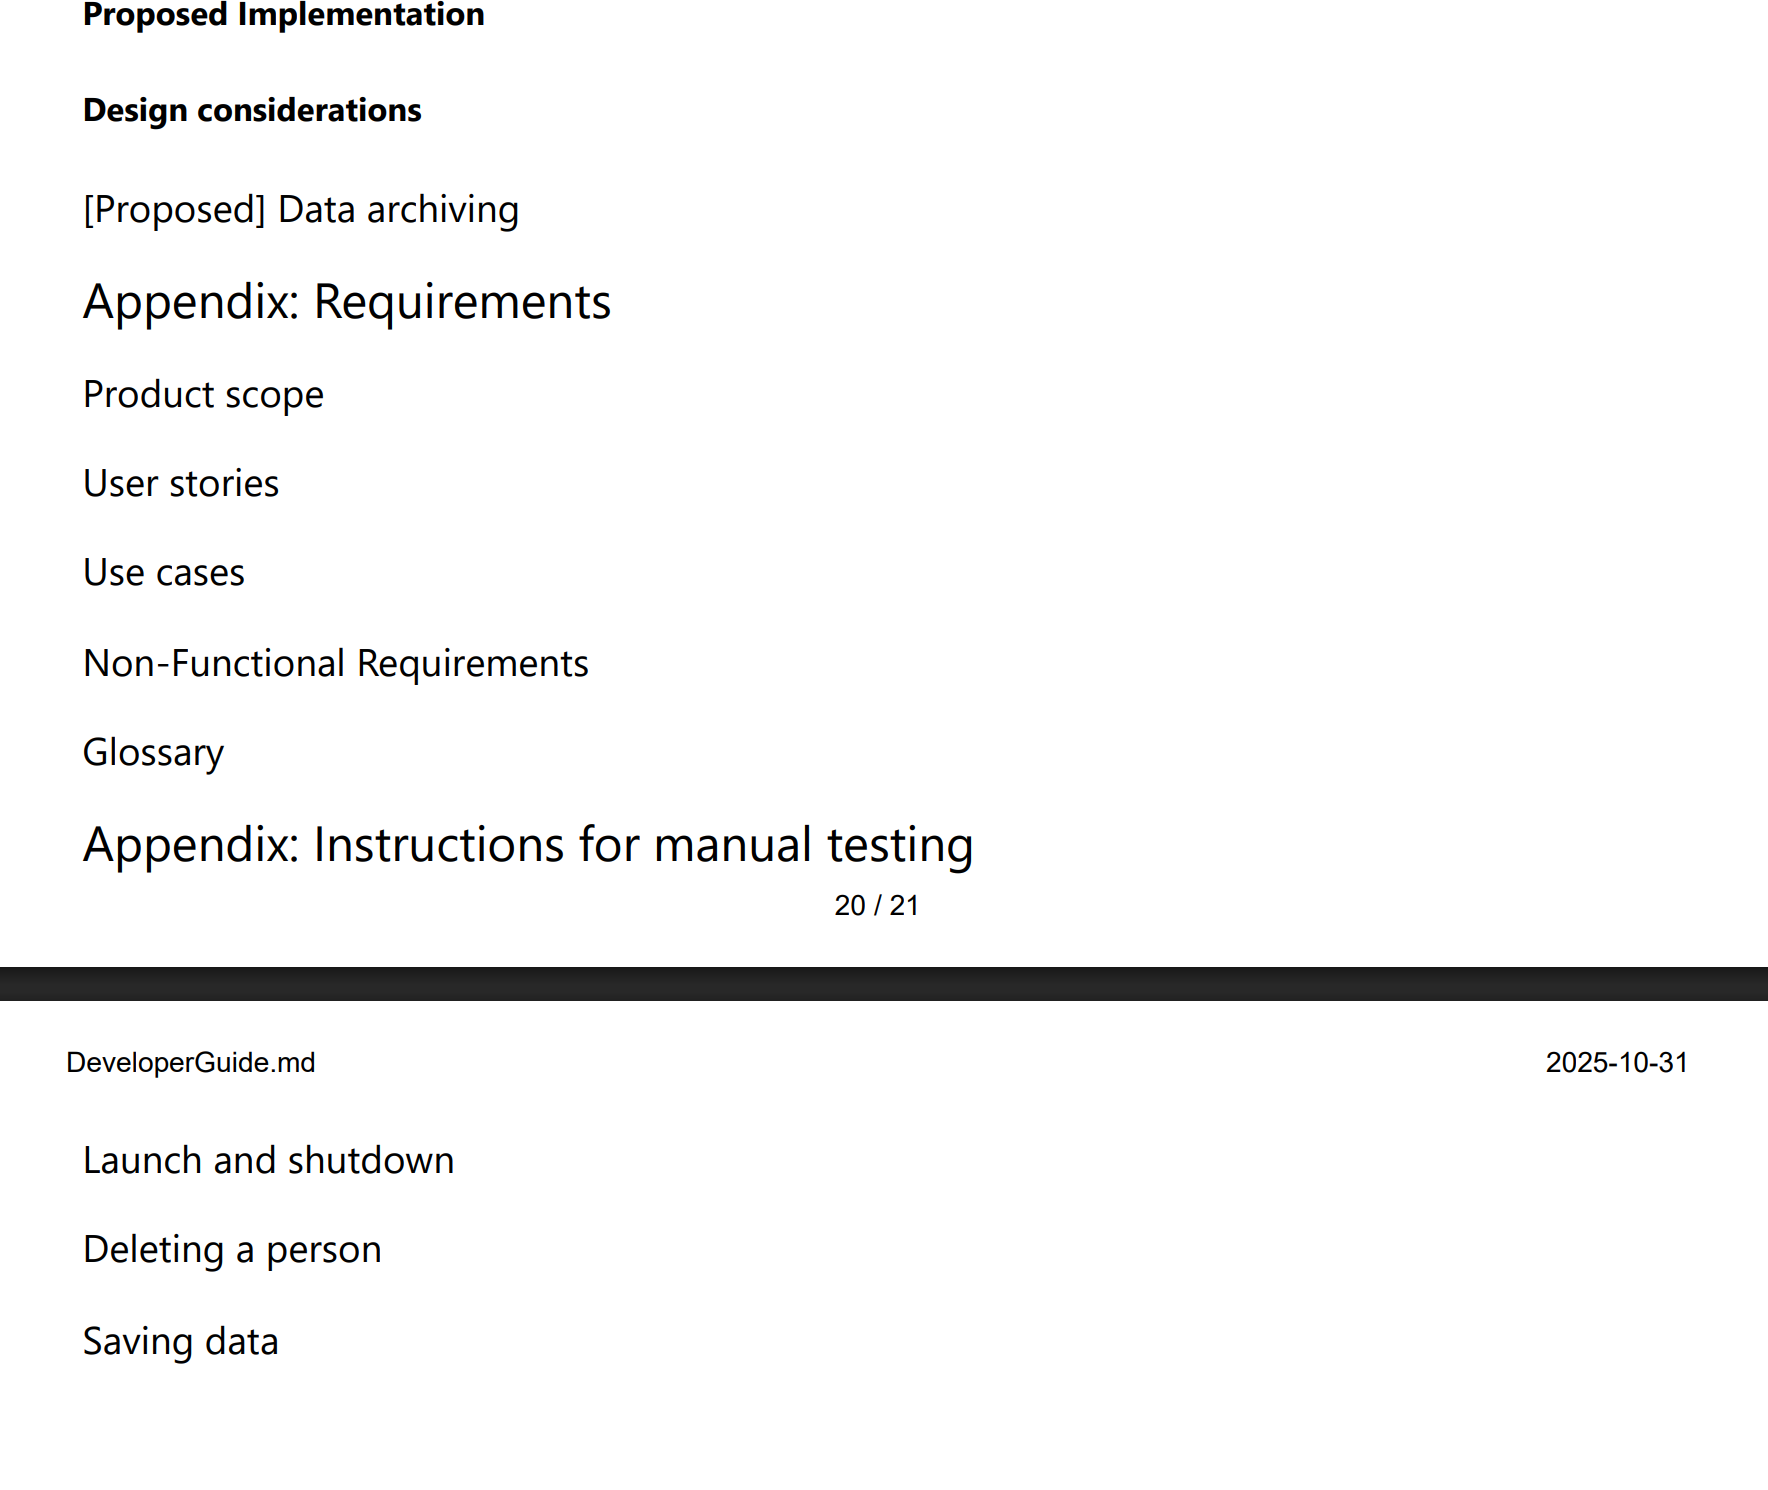 Proposed Implementation
Design considerations
[Proposed] Data archiving
Appendix: Requirements
Product scope
User stories
Use cases
Non-Functional Requirements
Glossary
Appendix: Instructions for manual testing
20 / 21
DeveloperGuide.md 2025-10-31
Launch and shutdown
Deleting a person
Saving data